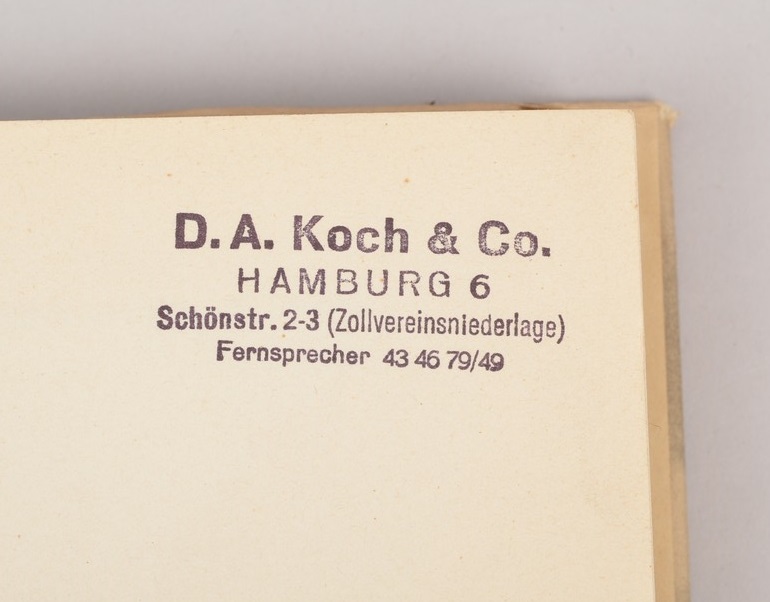 D. A. Koch & Co.
HAMBURG 6
Schönstr. 2-3 (Zollvereinsniederlage)
Fernsprecher 43 46 79/49